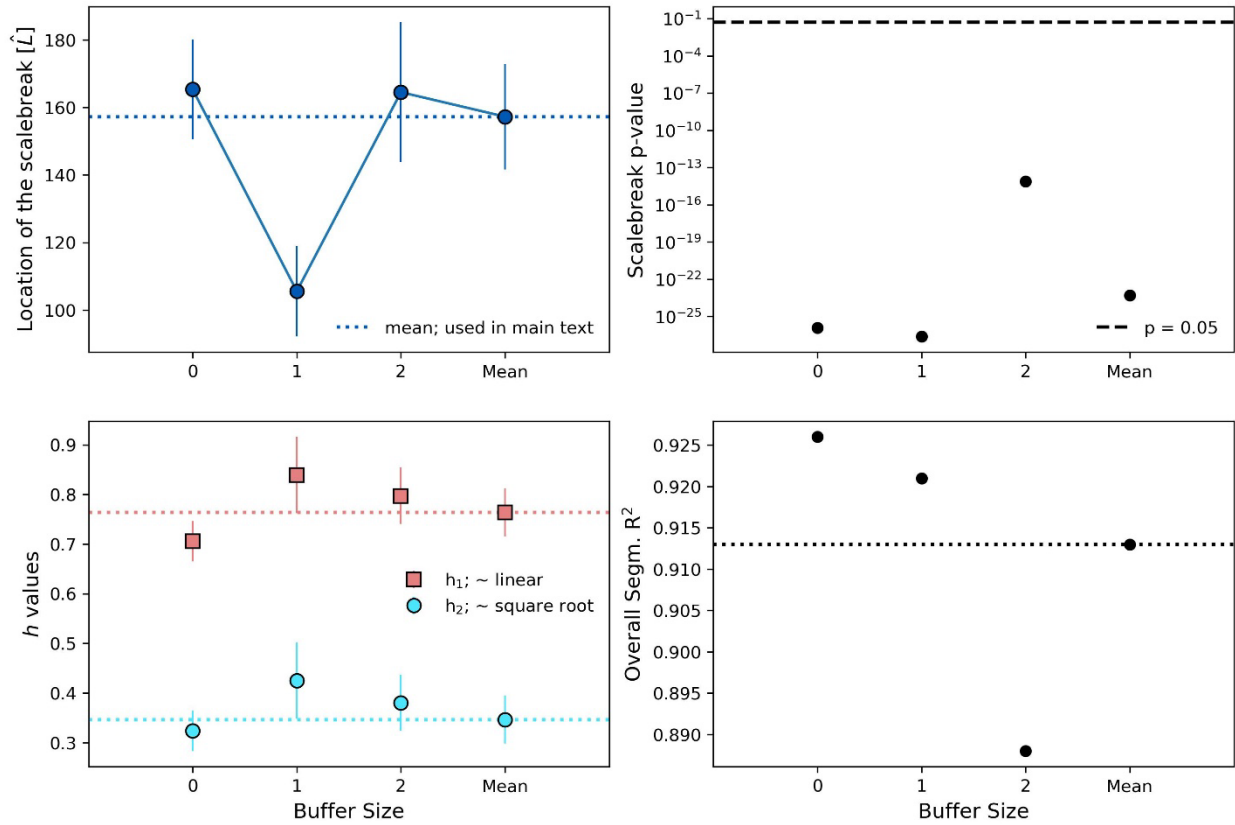 Location of the scalebreak [L̂]
180
160
140
120
100
mean; used in main text
0 1 2 Mean
Scalebreak p-value
10⁻¹
10⁻⁴
10⁻⁷
10⁻¹⁰
10⁻¹³
10⁻¹⁶
10⁻¹⁹
10⁻²²
10⁻²⁵
p = 0.05
0 1 2 Mean
h values
0.9
0.8
0.7
0.6
0.5
0.4
0.3
h₁; ~ linear
h₂; ~ square root
0 1 2 Mean
Buffer Size
Overall Segm. R²
0.925
0.920
0.915
0.910
0.905
0.900
0.895
0.890
0 1 2 Mean
Buffer Size